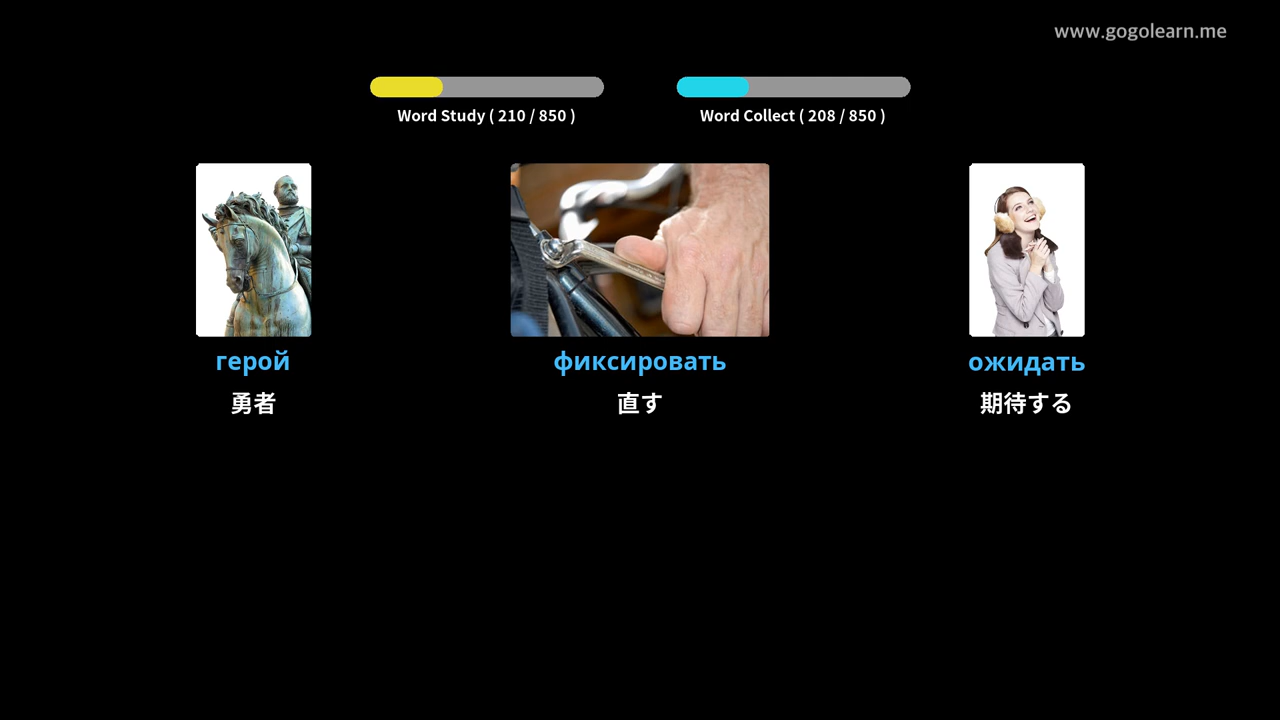 www.gogolearn.me
Word Study ( 210 / 850 )
Word Collect ( 208 / 850 )
герой
фиксировать
ожидать
勇者
直す
期待する